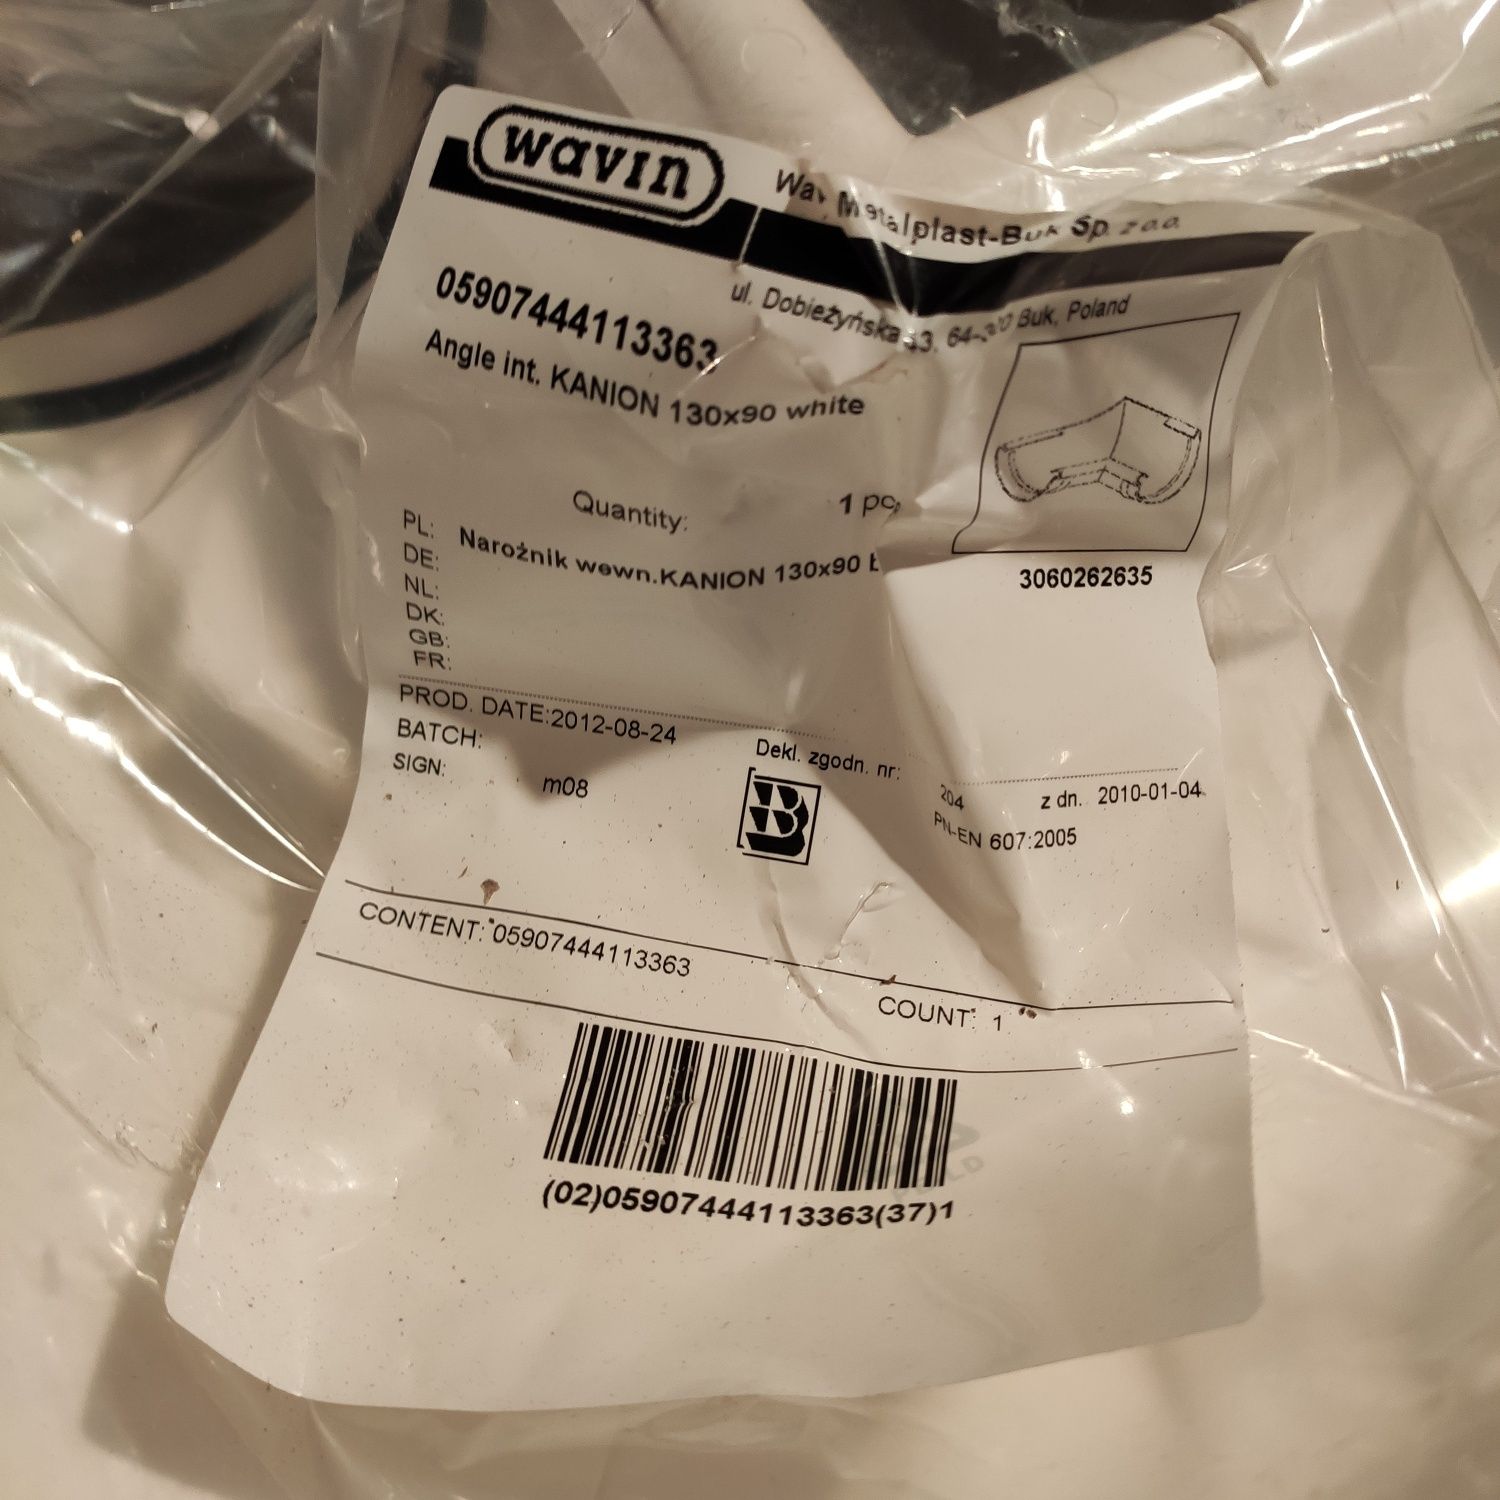 wavin
Metalplast-Buk Sp. z o.o.
ul. Dobieżyńska Buk, Poland
05907444113363
Angle int. KANION 130x90 white
Quantity: 1 pc
PL: Narożnik wewn.KANION 130x90
DE:
NL:
DK:
GB:
FR:
3060262635
PROD. DATE:2012-08-24
BATCH:
SIGN: m08
Dekl. zgodn. nr: 204 z dn. 2010-01-04
PN-EN 607:2005
B
CONTENT: 05907444113363
COUNT: 1
(02)05907444113363(37)1